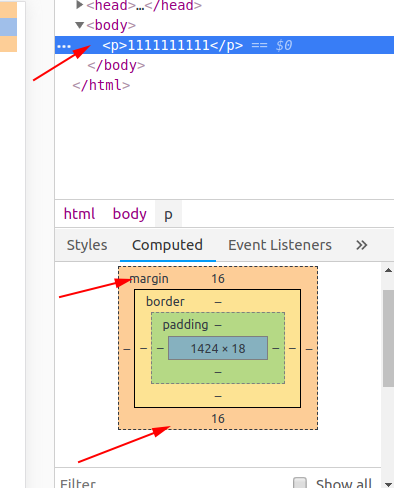 <head>…</head>
<body>
… <p>1111111111</p> == $0
</body>
</html>
html body p
Styles Computed Event Listeners »
margin 16
border –
padding –
– – – 1424 × 18 – – –
–
–
16
Filter Show all